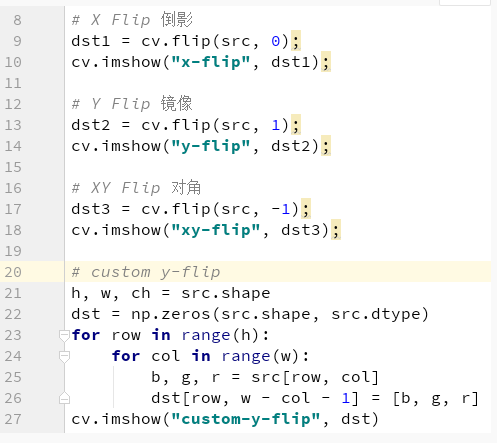 8 # X Flip 倒影
9 dst1 = cv.flip(src, 0);
10 cv.imshow("x-flip", dst1);
11
12 # Y Flip 镜像
13 dst2 = cv.flip(src, 1);
14 cv.imshow("y-flip", dst2);
15
16 # XY Flip 对角
17 dst3 = cv.flip(src, -1);
18 cv.imshow("xy-flip", dst3);
19
20 # custom y-flip
21 h, w, ch = src.shape
22 dst = np.zeros(src.shape, src.dtype)
23 for row in range(h):
24     for col in range(w):
25         b, g, r = src[row, col]
26         dst[row, w - col - 1] = [b, g, r]
27 cv.imshow("custom-y-flip", dst)